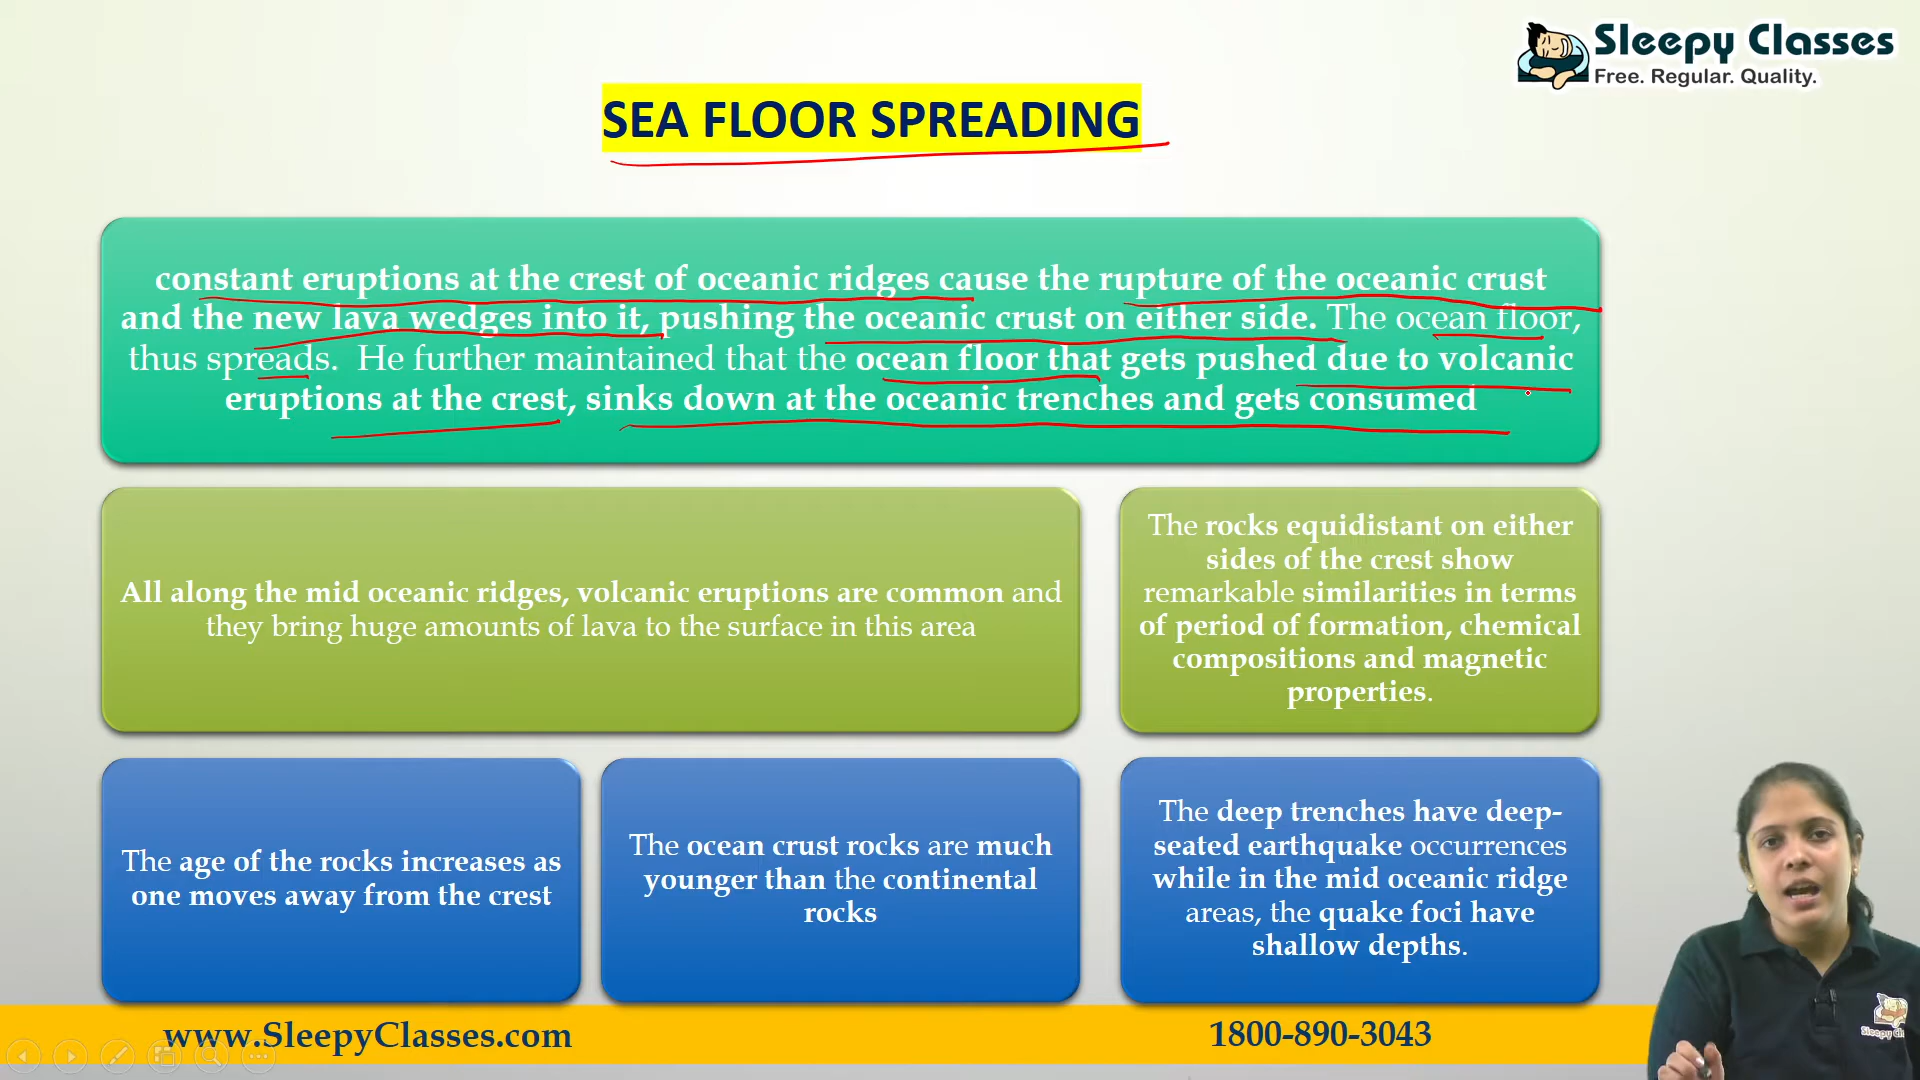 Sleepy Classes
Free. Regular. Quality.
SEA FLOOR SPREADING
constant eruptions at the crest of oceanic ridges cause the rupture of the oceanic crust
and the new lava wedges into it, pushing the oceanic crust on either side. The ocean floor,
thus spreads.  He further maintained that the ocean floor that gets pushed due to volcanic
eruptions at the crest, sinks down at the oceanic trenches and gets consumed
All along the mid oceanic ridges, volcanic eruptions are common and
they bring huge amounts of lava to the surface in this area
The rocks equidistant on either
sides of the crest show
remarkable similarities in terms
of period of formation, chemical
compositions and magnetic
properties.
The age of the rocks increases as
one moves away from the crest
The ocean crust rocks are much
younger than the continental
rocks
The deep trenches have deep-
seated earthquake occurrences
while in the mid oceanic ridge
areas, the quake foci have
shallow depths.
www.SleepyClasses.com
1800-890-3043